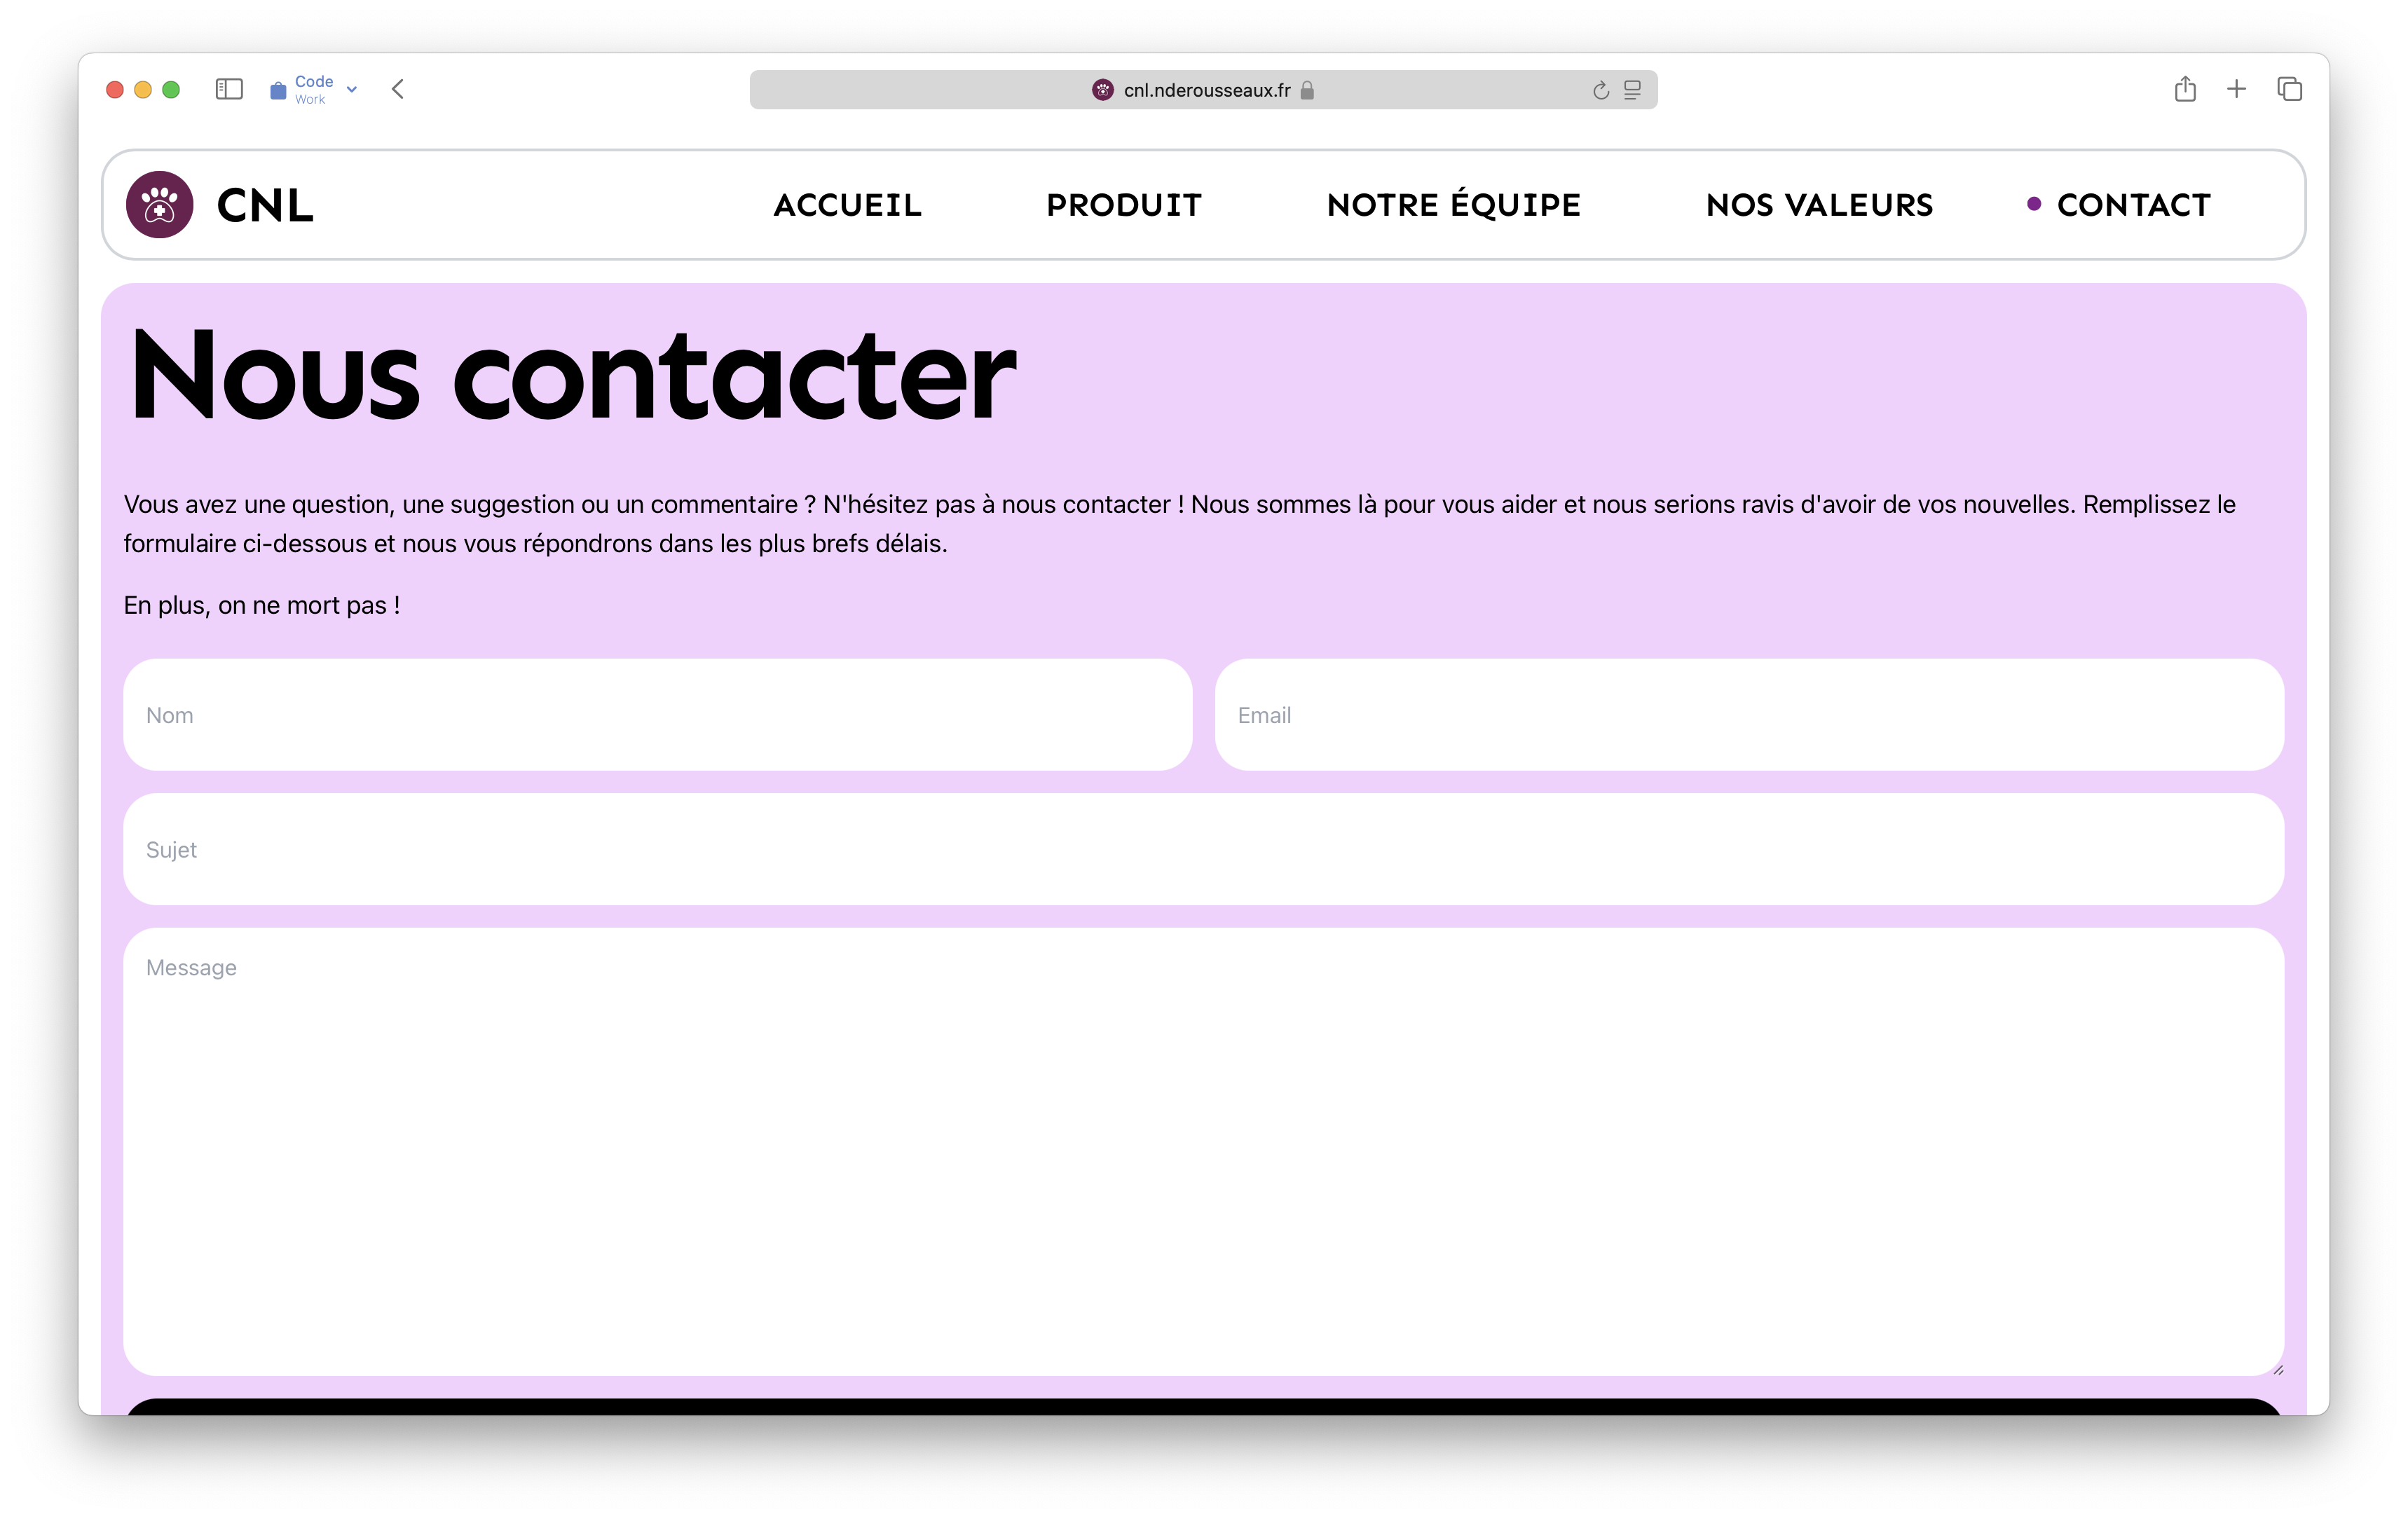 Code
Work
cnl.nderousseaux.fr
CNL
ACCUEIL
PRODUIT
NOTRE ÉQUIPE
NOS VALEURS
CONTACT
Nous contacter
Vous avez une question, une suggestion ou un commentaire ? N'hésitez pas à nous contacter ! Nous sommes là pour vous aider et nous serions ravis d'avoir de vos nouvelles. Remplissez le
formulaire ci-dessous et nous vous répondrons dans les plus brefs délais.
En plus, on ne mort pas !
Nom
Email
Sujet
Message